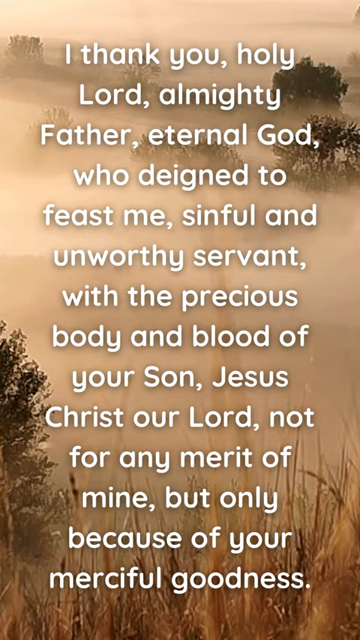 I thank you, holy
Lord, almighty
Father, eternal God,
who deigned to
feast me, sinful and
unworthy servant,
with the precious
body and blood of
your Son, Jesus
Christ our Lord, not
for any merit of
mine, but only
because of your
merciful goodness.